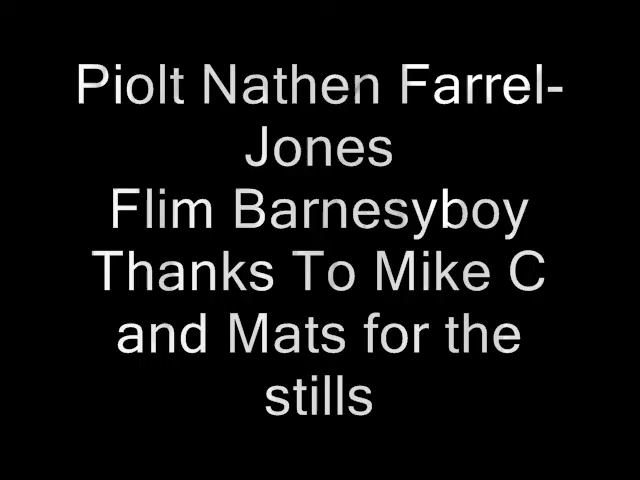 Piolt Nathen Farrel-
Jones
Flim Barnesyboy
Thanks To Mike C
and Mats for the
stills